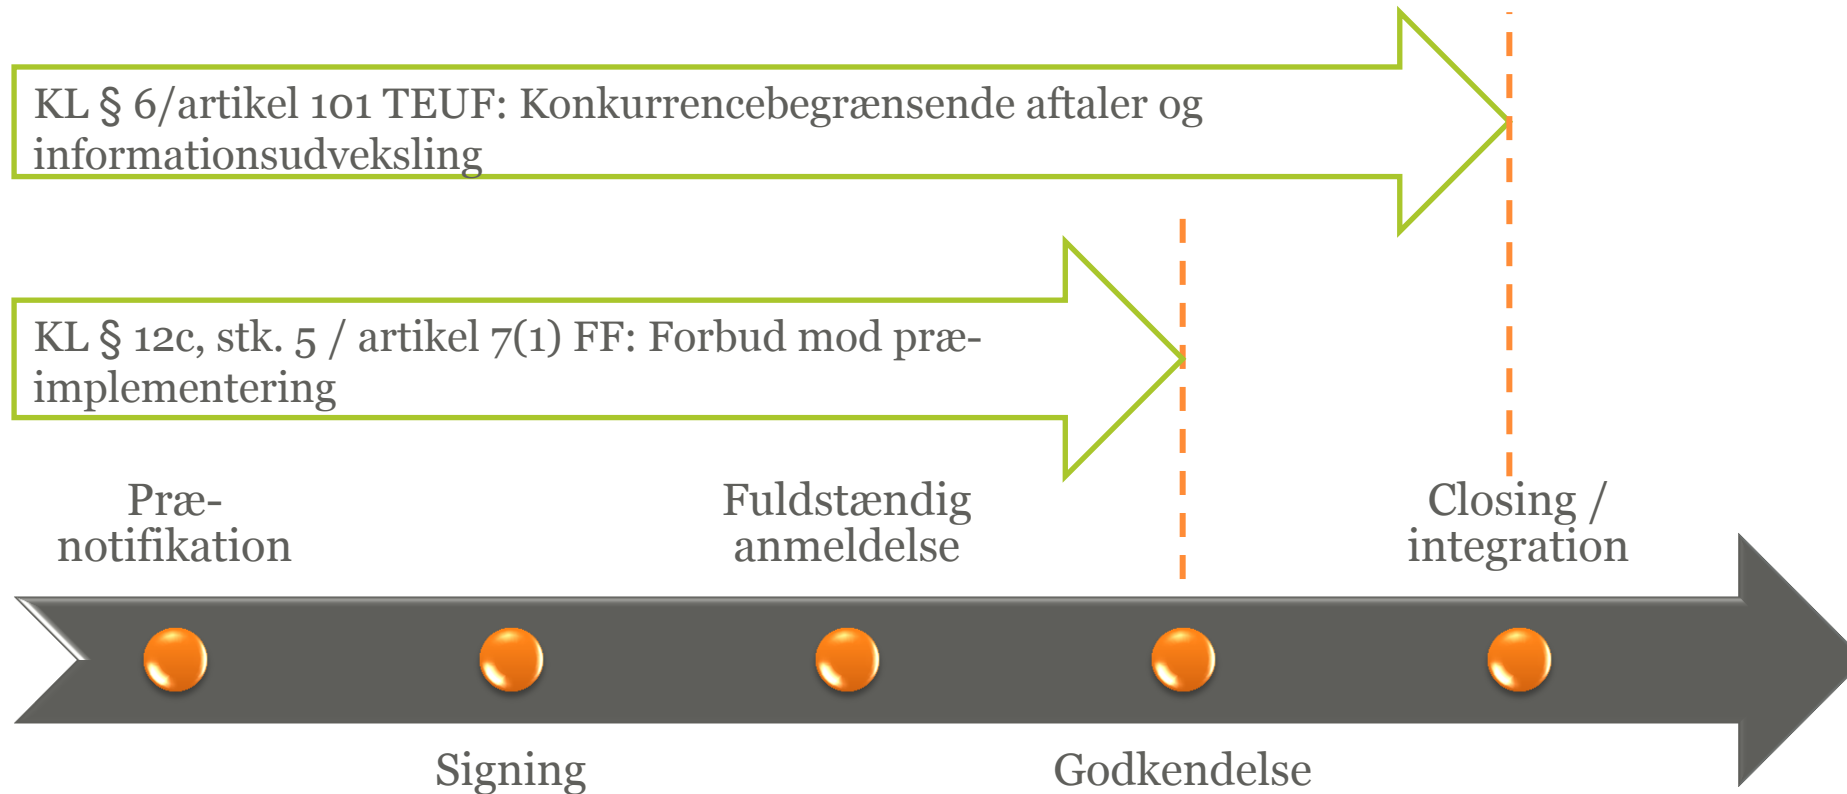 KL § 6/artikel 101 TEUF: Konkurrencebegrænsende aftaler og
informationsudveksling
KL § 12c, stk. 5 / artikel 7(1) FF: Forbud mod præ-
implementering
Præ-
notifikation
Fuldstændig
anmeldelse
Closing /
integration
Signing
Godkendelse